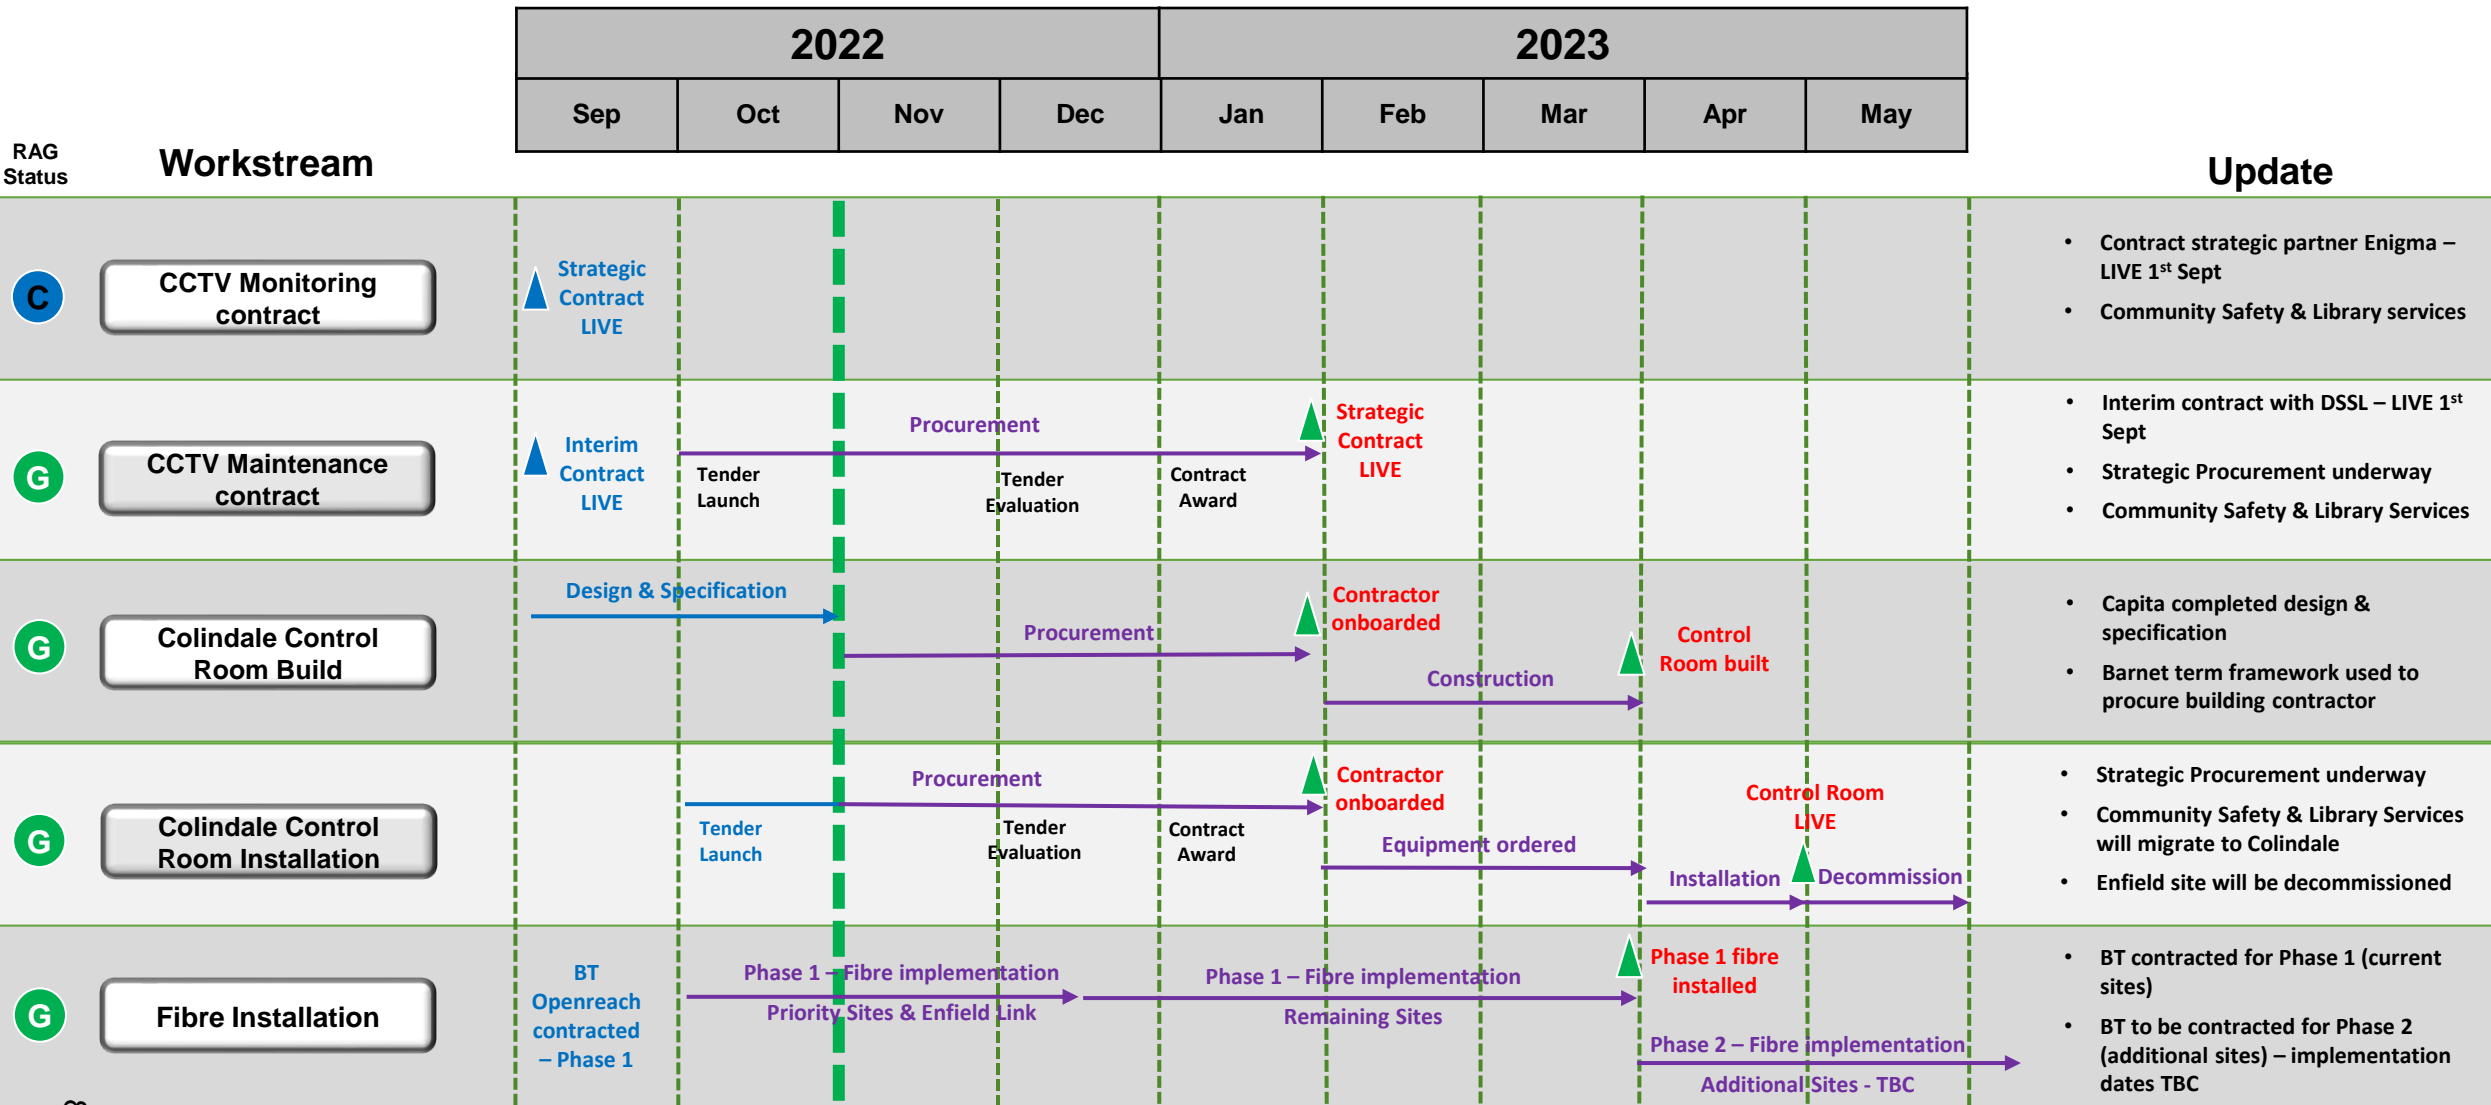 2022
2023
Sep
Oct
Nov
Dec
Jan
Feb
Mar
Apr
May
RAG
Status
Workstream
Update
C
CCTV Monitoring
contract
Strategic
Contract
LIVE
• Contract strategic partner Enigma –
LIVE 1st Sept
• Community Safety & Library services
G
CCTV Maintenance
contract
Interim
Contract
LIVE
Procurement
Tender
Launch
Tender
Evaluation
Contract
Award
Strategic
Contract
LIVE
• Interim contract with DSSL – LIVE 1st
Sept
• Strategic Procurement underway
• Community Safety & Library Services
G
Colindale Control
Room Build
Design & Specification
Procurement
Contractor
onboarded
Construction
Control
Room built
• Capita completed design &
specification
• Barnet term framework used to
procure building contractor
G
Colindale Control
Room Installation
Procurement
Tender
Launch
Tender
Evaluation
Contract
Award
Contractor
onboarded
Equipment ordered
Control Room
LIVE
Installation
Decommission
• Strategic Procurement underway
• Community Safety & Library Services
will migrate to Colindale
• Enfield site will be decommissioned
G
Fibre Installation
BT
Openreach
contracted
– Phase 1
Phase 1 – Fibre implementation
Priority Sites & Enfield Link
Phase 1 – Fibre implementation
Remaining Sites
Phase 1 fibre
installed
Phase 2 – Fibre implementation
Additional Sites - TBC
• BT contracted for Phase 1 (current
sites)
• BT to be contracted for Phase 2
(additional sites) – implementation
dates TBC